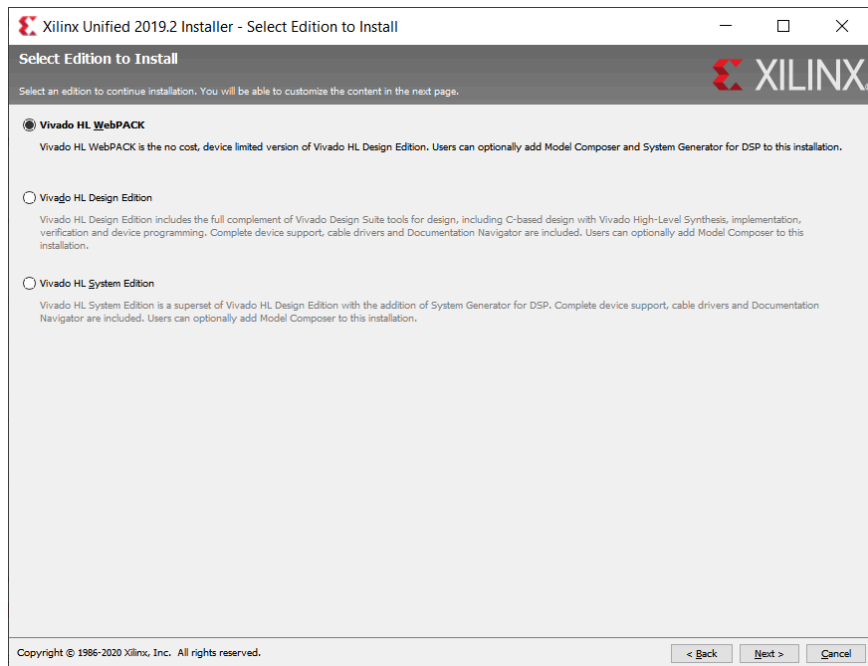 Xilinx Unified 2019.2 Installer - Select Edition to Install
Select Edition to Install
XILINX
Select an edition to continue installation. You will be able to customize the content in the next page.
Vivado HL WebPACK
Vivado HL WebPACK is the no cost, device limited version of Vivado HL Design Edition. Users can optionally add Model Composer and System Generator for DSP to this installation.
Vivado HL Design Edition
Vivado HL Design Edition includes the full complement of Vivado Design Suite tools for design, including C-based design with Vivado High-Level Synthesis, implementation,
verification and device programming. Complete device support, cable drivers and Documentation Navigator are included. Users can optionally add Model Composer to this
installation.
Vivado HL System Edition
Vivado HL System Edition is a superset of Vivado HL Design Edition with the addition of System Generator for DSP. Complete device support, cable drivers and Documentation
Navigator are included. Users can optionally add Model Composer to this installation.
Copyright © 1986-2020 Xilinx, Inc. All rights reserved.
< Back
Next >
Cancel